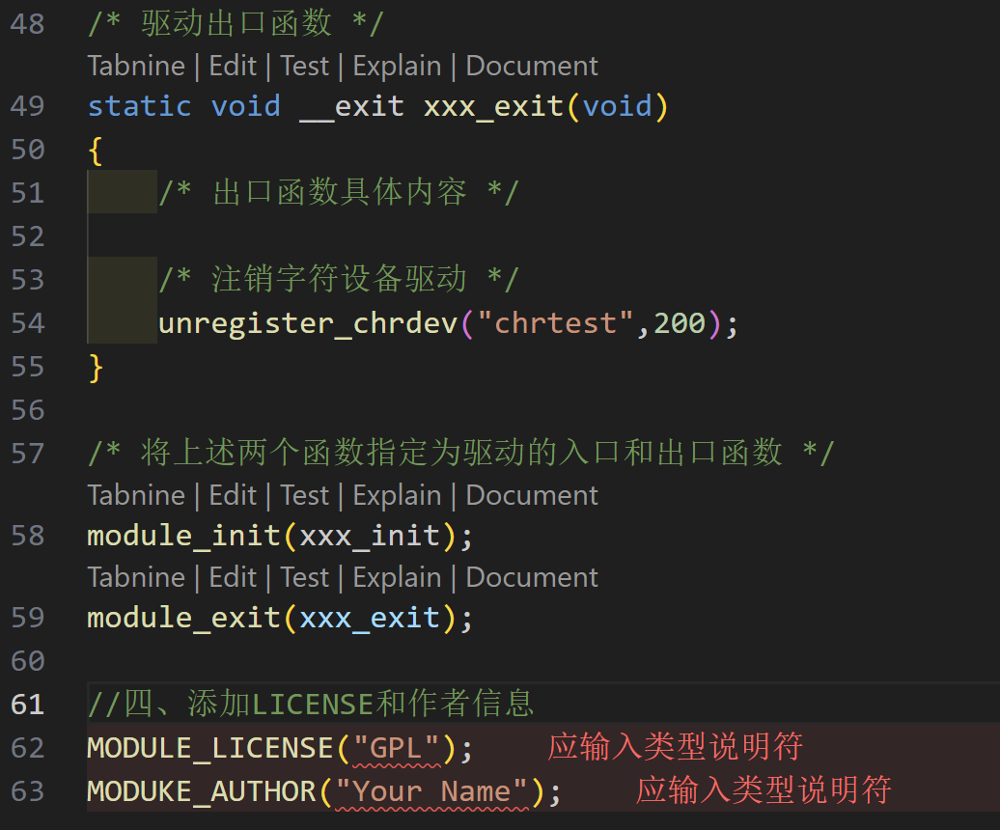 48 /* 驱动出口函数 */
Tabnine | Edit | Test | Explain | Document
49 static void __exit xxx_exit(void)
50 {
51 /* 出口函数具体内容 */
52
53 /* 注销字符设备驱动 */
54 unregister_chrdev("chrtest",200);
55 }
56
57 /* 将上述两个函数指定为驱动的入口和出口函数 */
Tabnine | Edit | Test | Explain | Document
58 module_init(xxx_init);
Tabnine | Edit | Test | Explain | Document
59 module_exit(xxx_exit);
60
61 //四、添加LICENSE和作者信息
62 MODULE_LICENSE("GPL"); 应输入类型说明符
63 MODUKE_AUTHOR("Your Name"); 应输入类型说明符